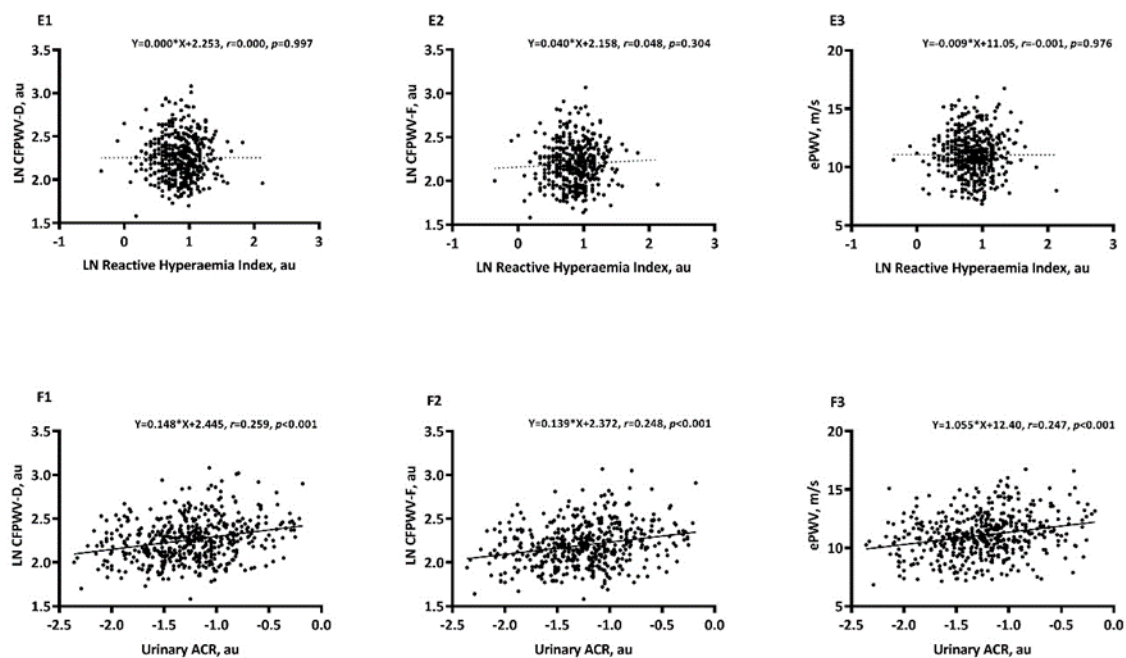 E1
Y=0.000*X+2.253, r=0.000, p=0.997
3.5
3.0
2.5
2.0
1.5
LN CFPWV-D, au
-1
0
1
2
3
LN Reactive Hyperaemia Index, au
E2
Y=0.040*X+2.158, r=0.048, p=0.304
3.5
3.0
2.5
2.0
1.5
LN CFPWV-F, au
-1
0
1
2
3
LN Reactive Hyperaemia Index, au
E3
Y=-0.009*X+11.05, r=-0.001, p=0.976
20
15
10
5
ePWV, m/s
-1
0
1
2
3
LN Reactive Hyperaemia Index, au
F1
Y=0.148*X+2.445, r=0.259, p<0.001
3.5
3.0
2.5
2.0
1.5
LN CFPWV-D, au
-2.5
-2.0
-1.5
-1.0
-0.5
0.0
Urinary ACR, au
F2
Y=0.139*X+2.372, r=0.248, p<0.001
3.5
3.0
2.5
2.0
1.5
LN CFPWV-F, au
-2.5
-2.0
-1.5
-1.0
-0.5
0.0
Urinary ACR, au
F3
Y=1.055*X+12.40, r=0.247, p<0.001
20
15
10
5
ePWV, m/s
-2.5
-2.0
-1.5
-1.0
-0.5
0.0
Urinary ACR, au